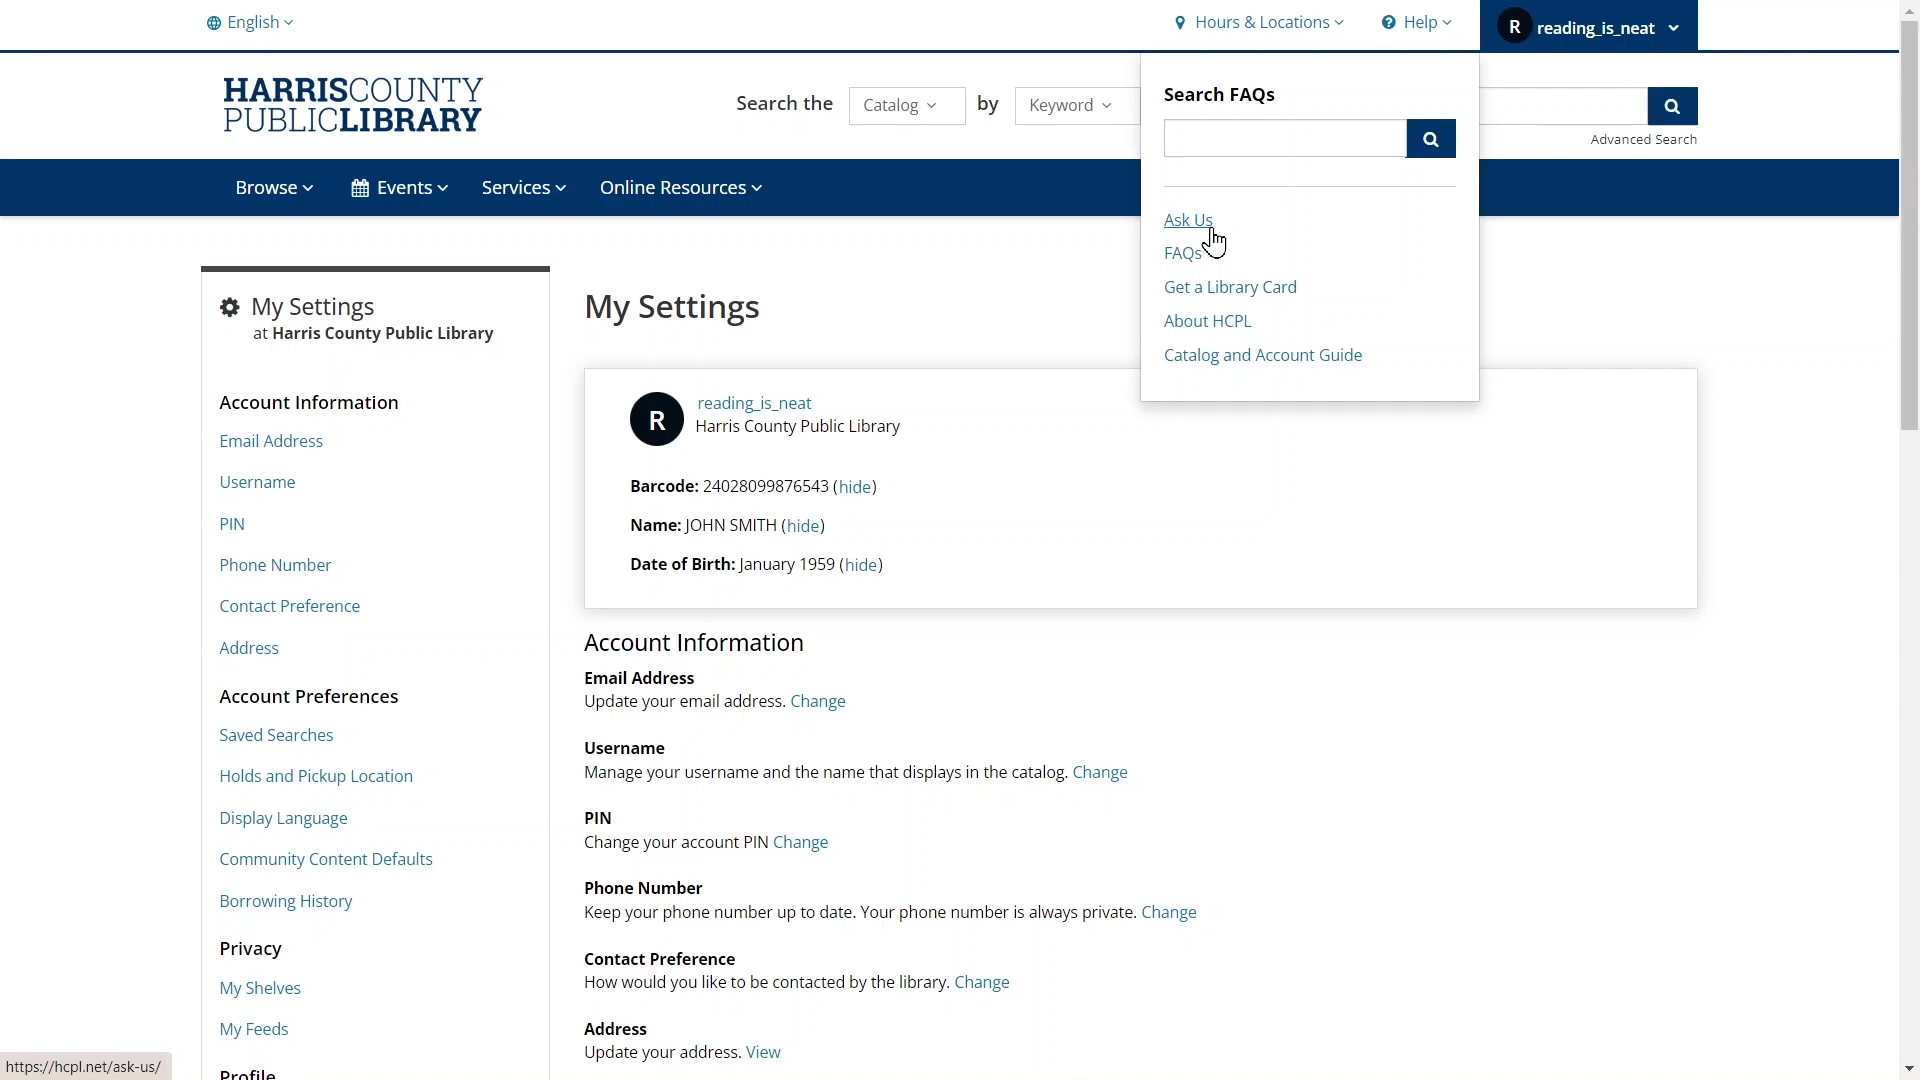 English
Hours & Locations
Help
R reading_is_neat
HARRISCOUNTY
PUBLICLIBRARY
Search the Catalog by Keyword
Advanced Search
Search FAQs
Ask Us
FAQs
Get a Library Card
About HCPL
Catalog and Account Guide
Browse Events Services Online Resources
My Settings
at Harris County Public Library
Account Information
Email Address
Username
PIN
Phone Number
Contact Preference
Address
Account Preferences
Saved Searches
Holds and Pickup Location
Display Language
Community Content Defaults
Borrowing History
Privacy
My Shelves
My Feeds
Profile
My Settings
R reading_is_neat
Harris County Public Library
Barcode: 24028099876543 (hide)
Name: JOHN SMITH (hide)
Date of Birth: January 1959 (hide)
Account Information
Email Address
Update your email address. Change
Username
Manage your username and the name that displays in the catalog. Change
PIN
Change your account PIN Change
Phone Number
Keep your phone number up to date. Your phone number is always private. Change
Contact Preference
How would you like to be contacted by the library. Change
Address
Update your address. View
https://hcpl.net/ask-us/